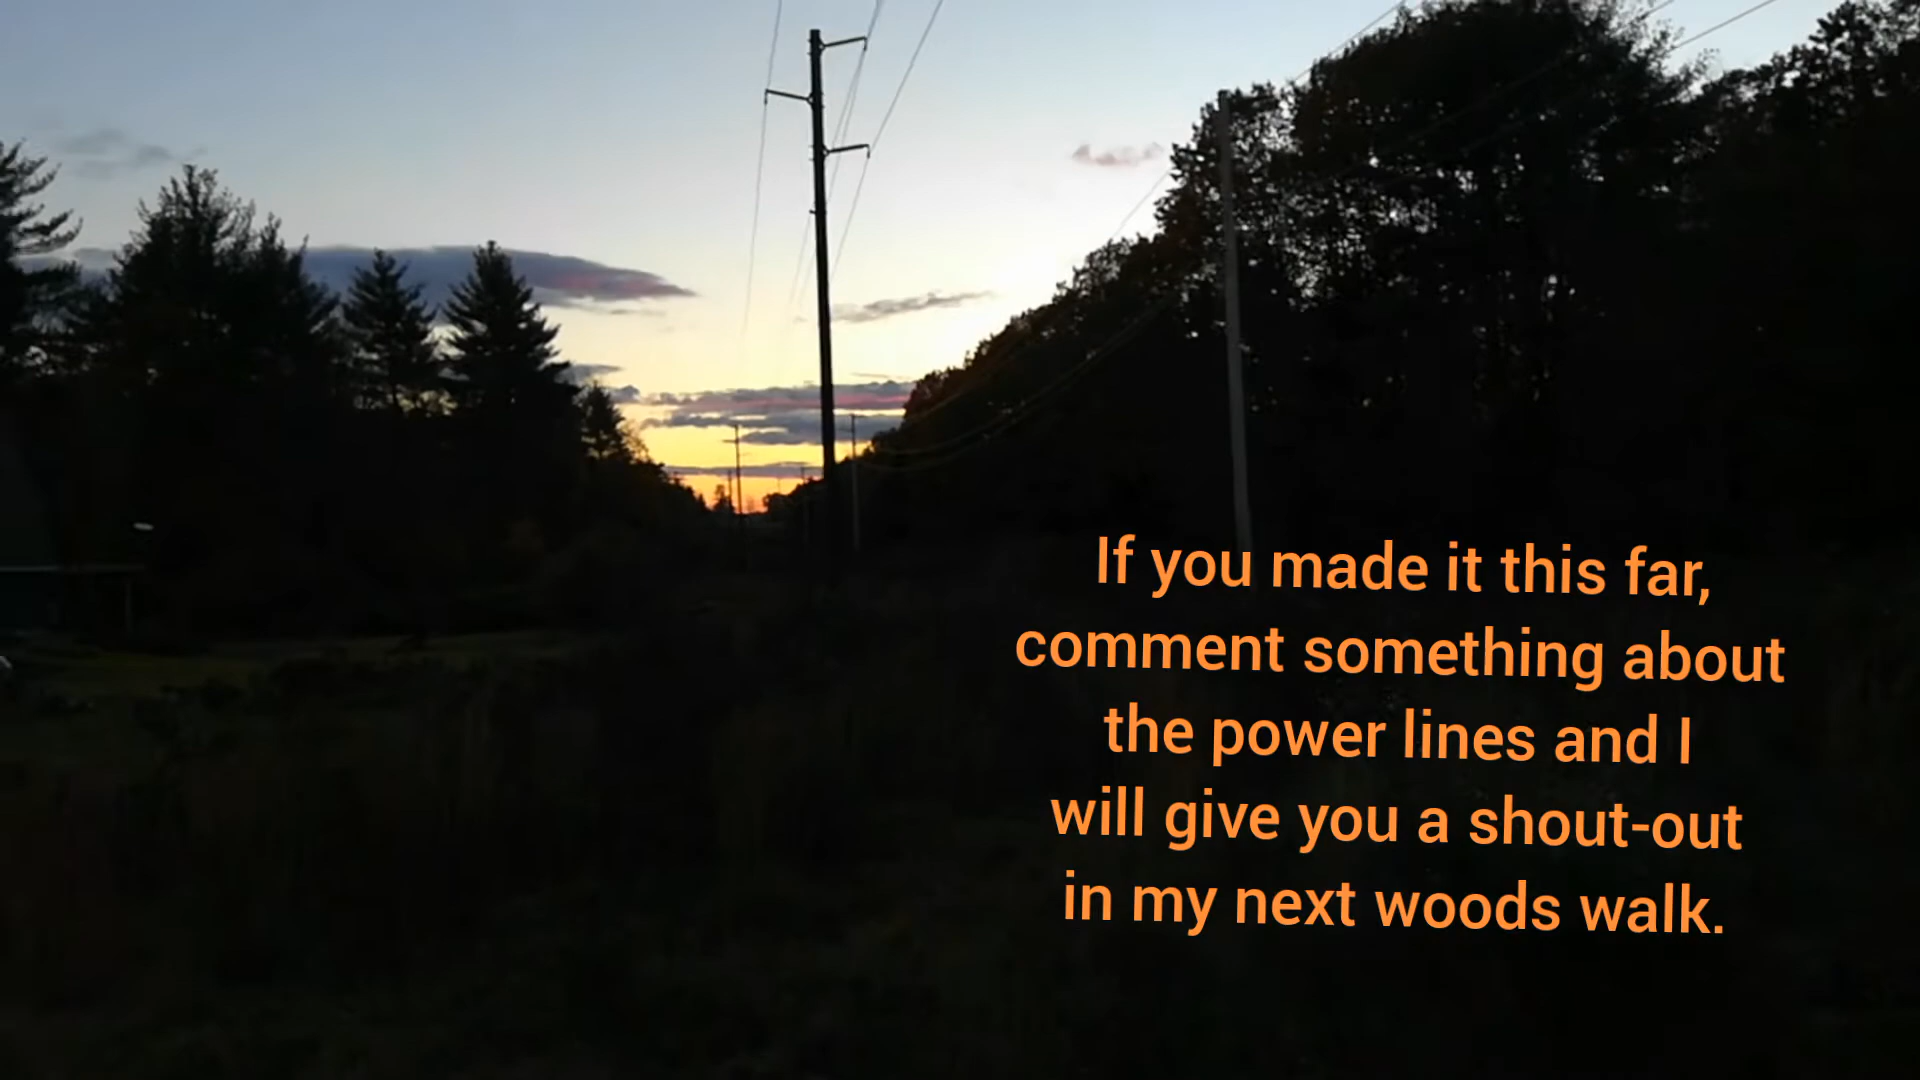 If you made it this far,
comment something about
the power lines and I
will give you a shout-out
in my next woods walk.